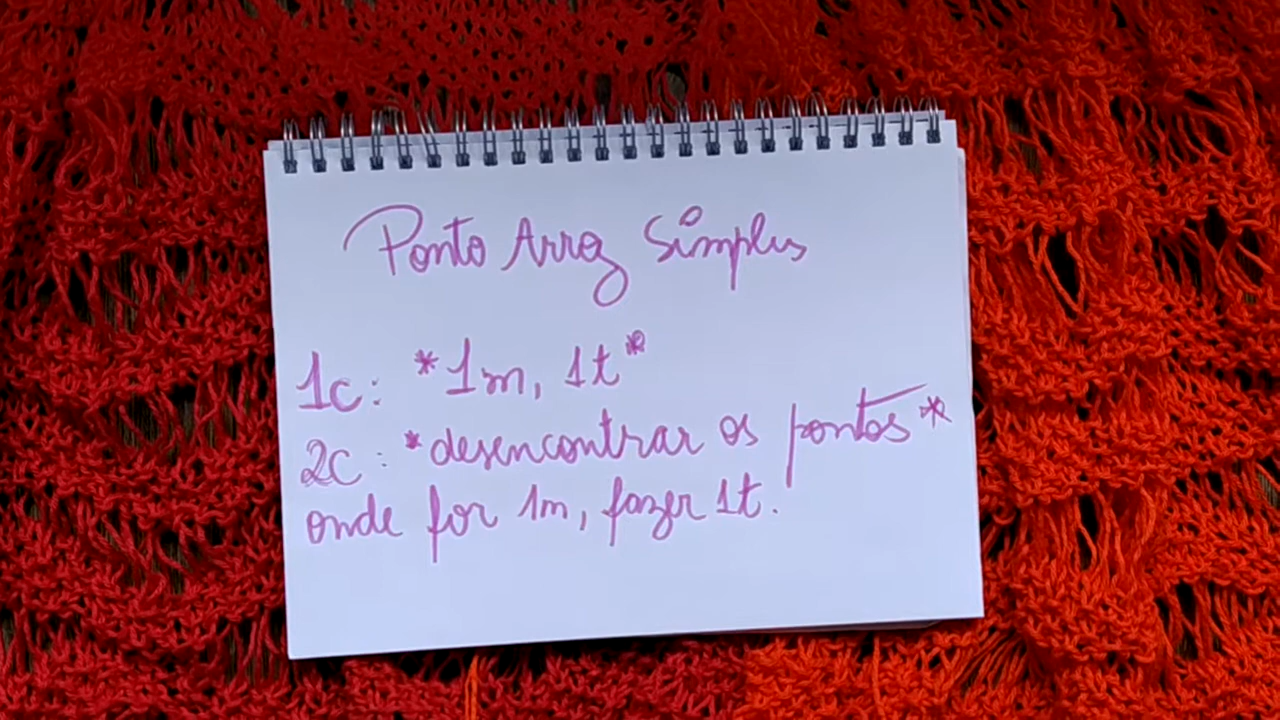 Ponto Arroz Simples
1c: *1m, 1t*
2c: *desencontrar os pontos*
onde for 1m, fazer 1t.